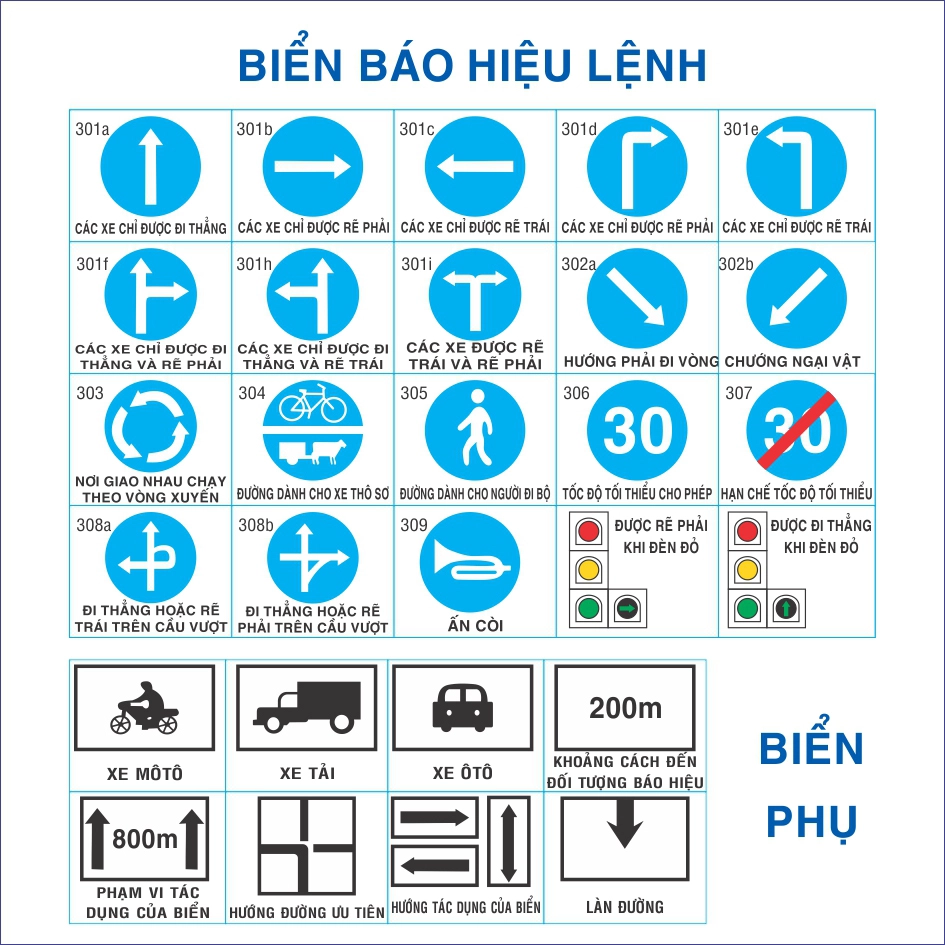 BIỂN BÁO HIỆU LỆNH
301a
CÁC XE CHỈ ĐƯỢC ĐI THẲNG
301b
CÁC XE CHỈ ĐƯỢC RẼ PHẢI
301c
CÁC XE CHỈ ĐƯỢC RẼ TRÁI
301d
CÁC XE CHỈ ĐƯỢC RẼ PHẢI
301e
CÁC XE CHỈ ĐƯỢC RẼ TRÁI
301f
CÁC XE CHỈ ĐƯỢC ĐI
THẲNG VÀ RẼ PHẢI
301h
CÁC XE CHỈ ĐƯỢC ĐI
THẲNG VÀ RẼ TRÁI
301i
CÁC XE ĐƯỢC RẼ
TRÁI VÀ RẼ PHẢI
302a
HƯỚNG PHẢI ĐI VÒNG
302b
CHƯỚNG NGẠI VẬT
303
NƠI GIAO NHAU CHẠY
THEO VÒNG XUYẾN
304
ĐƯỜNG DÀNH CHO XE THÔ SƠ
305
ĐƯỜNG DÀNH CHO NGƯỜI ĐI BỘ
306
30
TỐC ĐỘ TỐI THIỂU CHO PHÉP
307
30
HẠN CHẾ TỐC ĐỘ TỐI THIỂU
308a
ĐI THẲNG HOẶC RẼ
TRÁI TRÊN CẦU VƯỢT
308b
ĐI THẲNG HOẶC RẼ
PHẢI TRÊN CẦU VƯỢT
309
ẤN CÒI
ĐƯỢC RẼ PHẢI
KHI ĐÈN ĐỎ
ĐƯỢC ĐI THẲNG
KHI ĐÈN ĐỎ
XE MÔTÔ
XE TẢI
XE ÔTÔ
200m
KHOẢNG CÁCH ĐẾN
ĐỐI TƯỢNG BÁO HIỆU
800m
PHẠM VI TÁC
DỤNG CỦA BIỂN
HƯỚNG ĐƯỜNG ƯU TIÊN
HƯỚNG TÁC DỤNG CỦA BIỂN
LÀN ĐƯỜNG
BIỂN
PHỤ